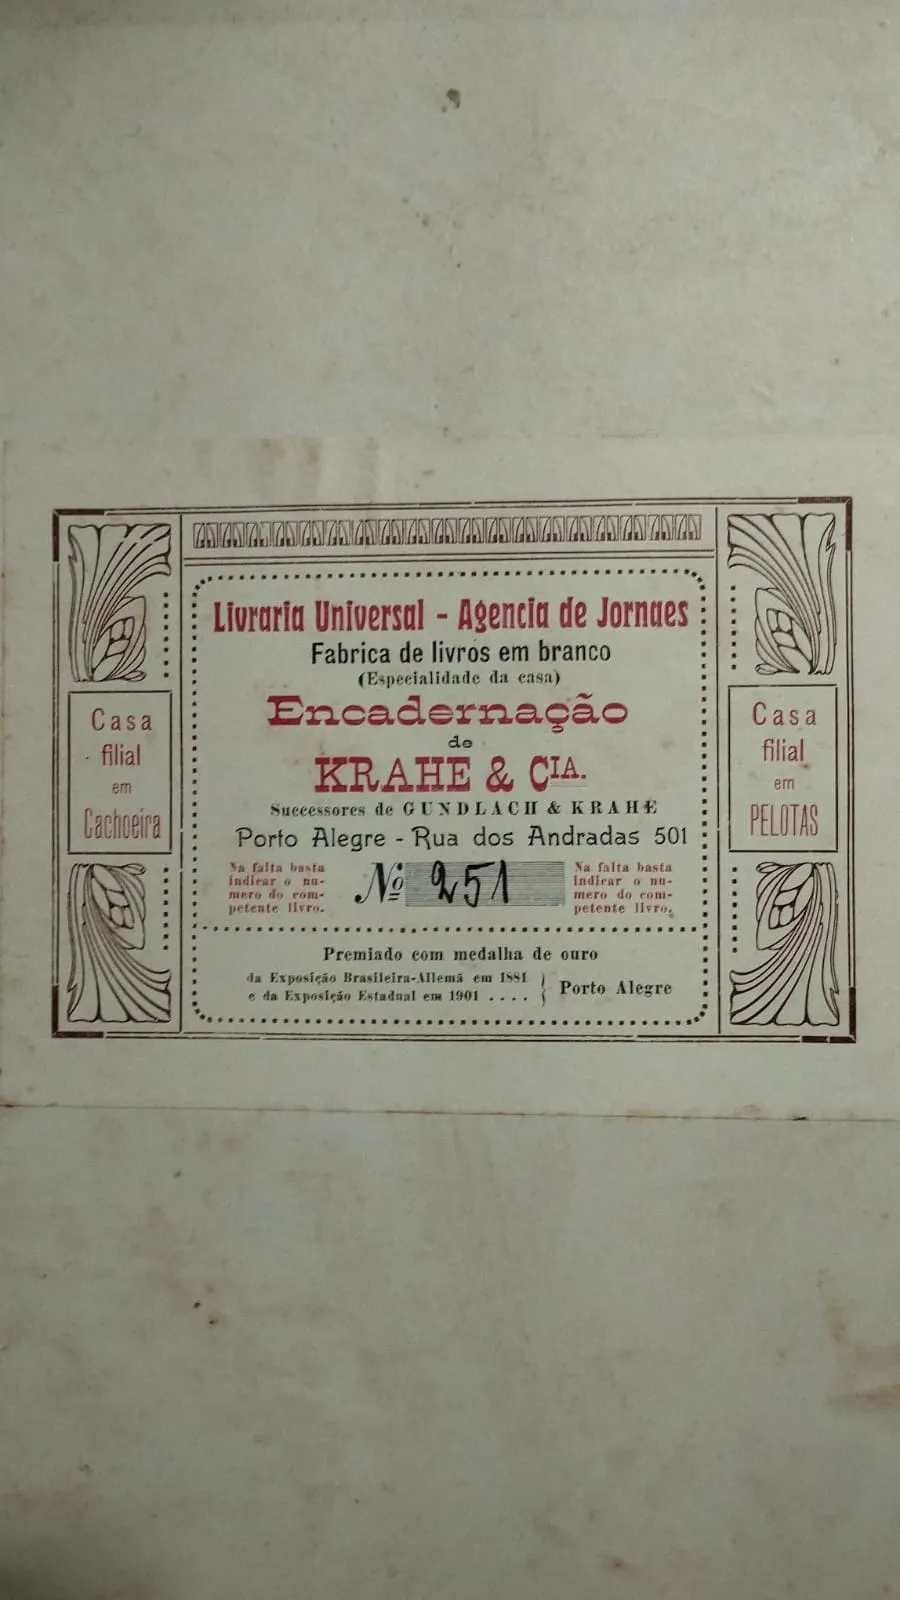 Livraria Universal - Agencia de Jornaes
Fabrica de livros em branco
(Especialidade da casa)
Encadernação
de
KRAHE & CIA.
Successores de GUNDLACH & KRAHE
Porto Alegre - Rua dos Andradas 501
Na falta basta
indicar o nu-
mero do com-
petente livro.
Nº 251
Na falta basta
indicar o nu-
mero do com-
petente livro.
Premiado com medalha de ouro
da Exposição Brasileira-Allemã em 1881
e da Exposição Estadual em 1901 ....
Porto Alegre
Casa
filial
em
Cachoeira
Casa
filial
em
PELOTAS